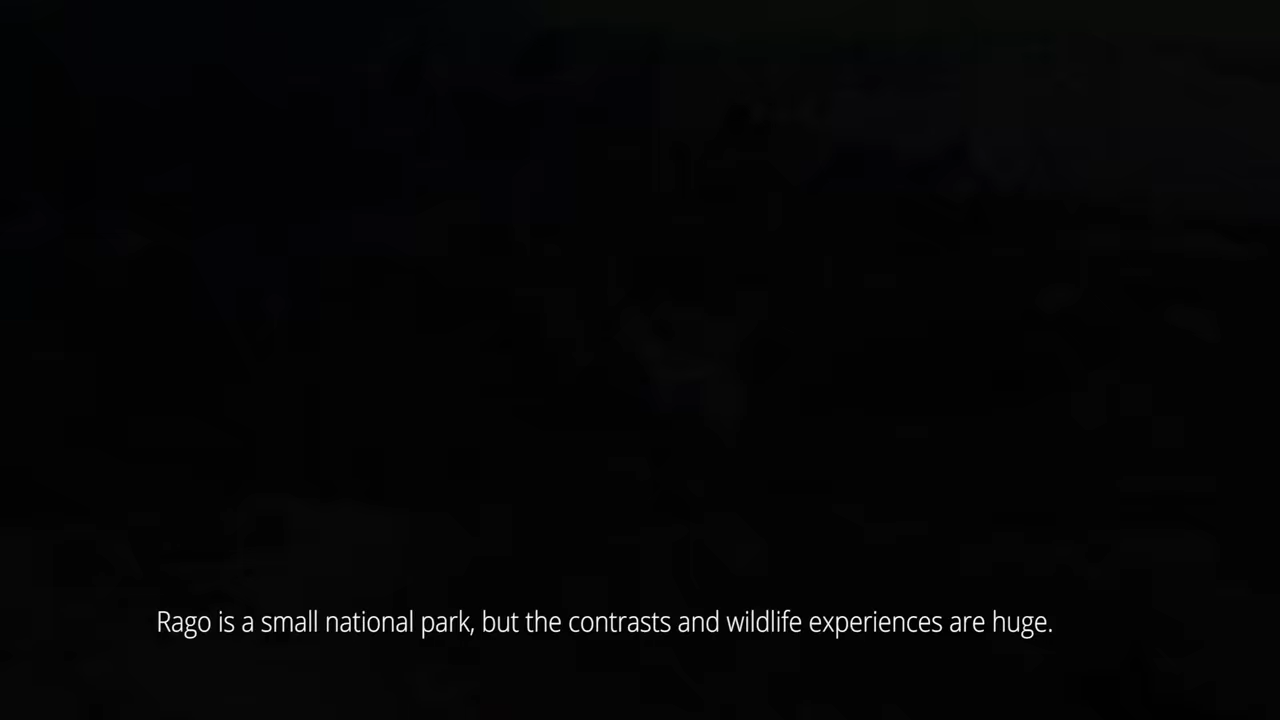 Rago is a small national park, but the contrasts and wildlife experiences are huge.